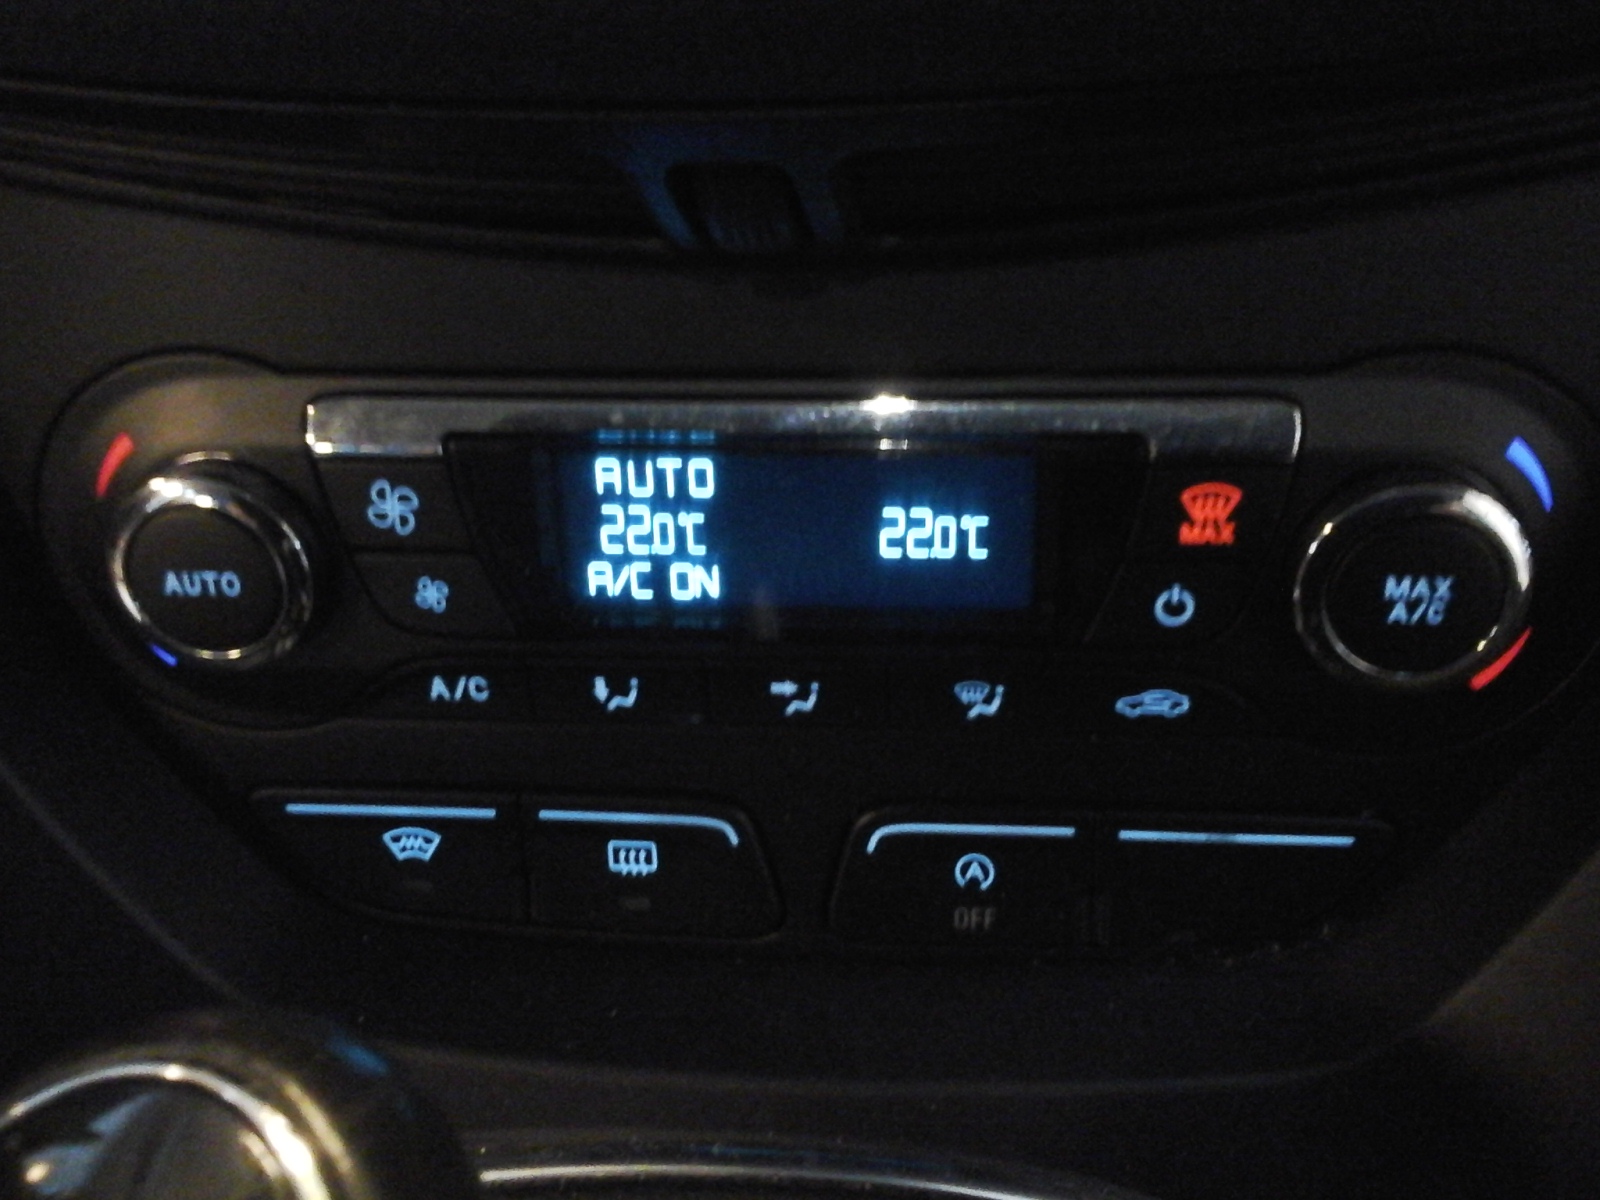 AUTO
22.0°C
22.0°C
A/C ON
MAX
AUTO
MAX
A/C
A/C
A
OFF